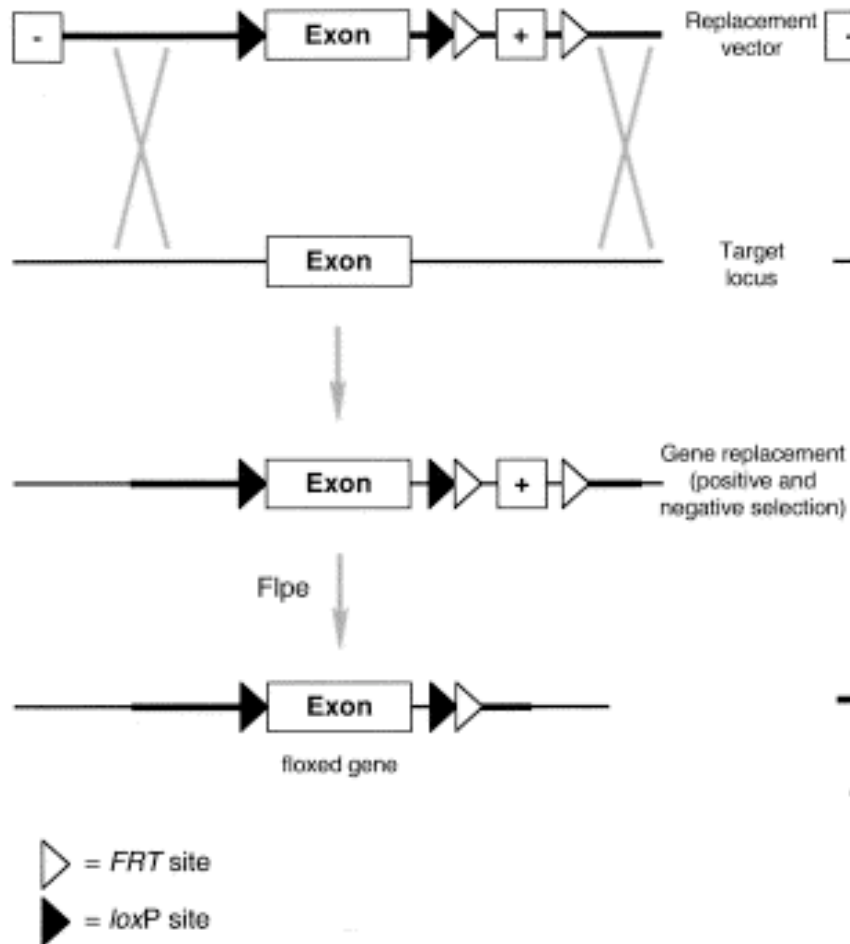 -
Exon
+
Replacement
vector
Exon
Target
locus
Exon
+
Gene replacement
(positive and
negative selection)
Flpe
Exon
floxed gene
= FRT site
= loxP site